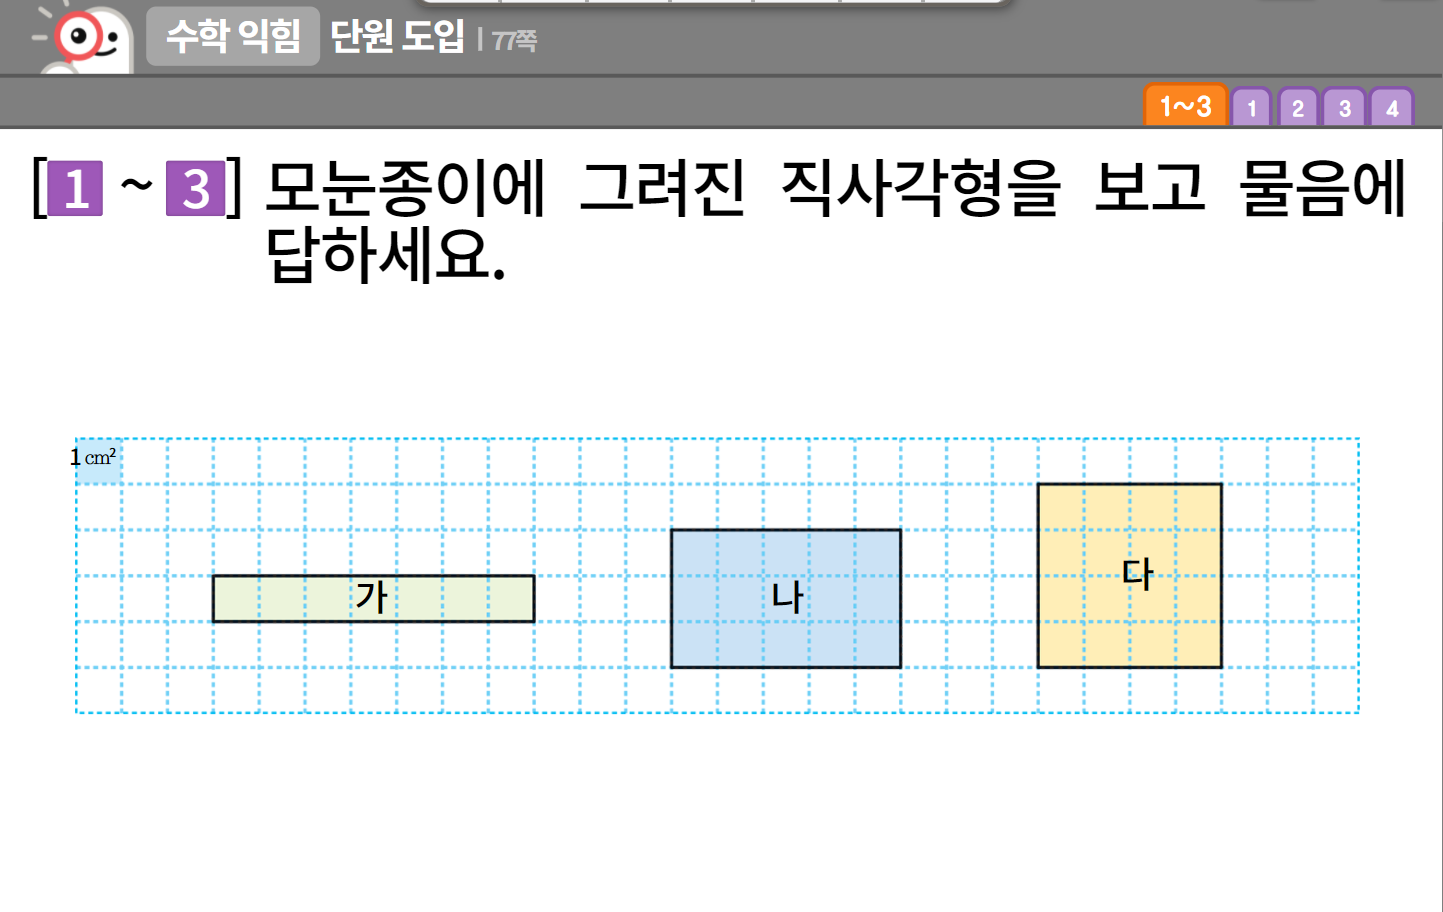 수학 익힘 단원 도입 | 77쪽
1~3 1 2 3 4
[1 ~ 3] 모눈종이에 그려진 직사각형을 보고 물음에
답하세요.
1 cm²
가
나
다